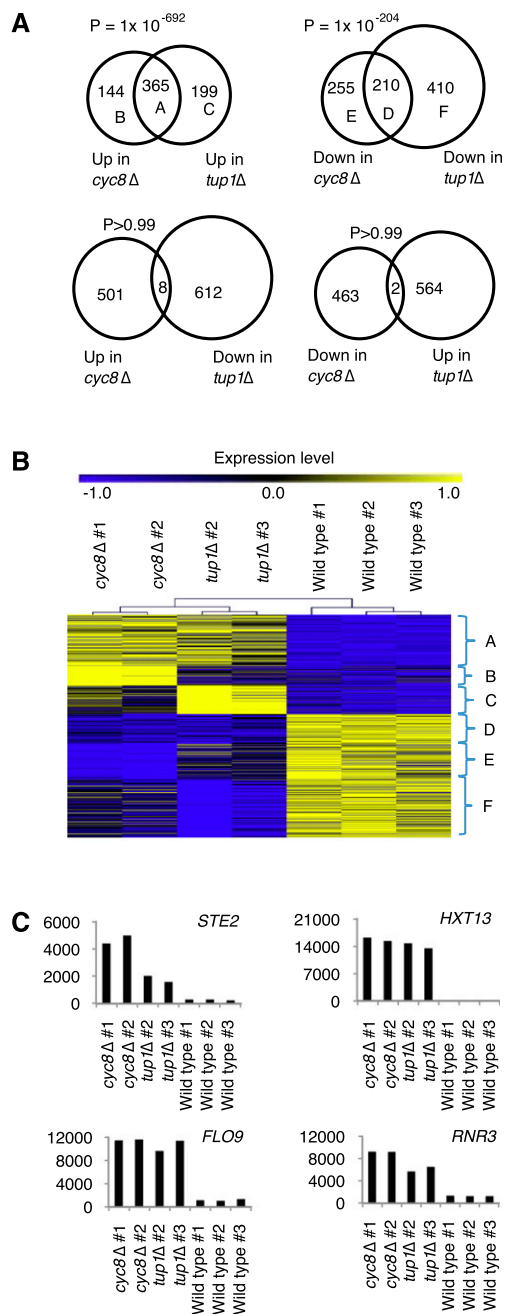 A
P = 1x 10-692
P = 1x 10-204
144 365 199
B A C
255 210 410
E D F
Up in cyc8Δ
Up in tup1Δ
Down in cyc8Δ
Down in tup1Δ
P>0.99
P>0.99
501 8 612
463 2 564
Up in cyc8Δ
Down in tup1Δ
Down in cyc8Δ
Up in tup1Δ
B
Expression level
-1.0 0.0 1.0
cyc8Δ #1
cyc8Δ #2
tup1Δ #2
tup1Δ #3
Wild type #1
Wild type #2
Wild type #3
A
B
C
D
E
F
C
STE2
6000
4000
2000
0
cyc8Δ #1
cyc8Δ #2
tup1Δ #2
tup1Δ #3
Wild type #1
Wild type #2
Wild type #3
HXT13
21000
14000
7000
0
cyc8Δ #1
cyc8Δ #2
tup1Δ #2
tup1Δ #3
Wild type #1
Wild type #2
Wild type #3
FLO9
12000
8000
4000
0
cyc8Δ #1
cyc8Δ #2
tup1Δ #2
tup1Δ #3
Wild type #1
Wild type #2
Wild type #3
RNR3
12000
8000
4000
0
cyc8Δ #1
cyc8Δ #2
tup1Δ #2
tup1Δ #3
Wild type #1
Wild type #2
Wild type #3